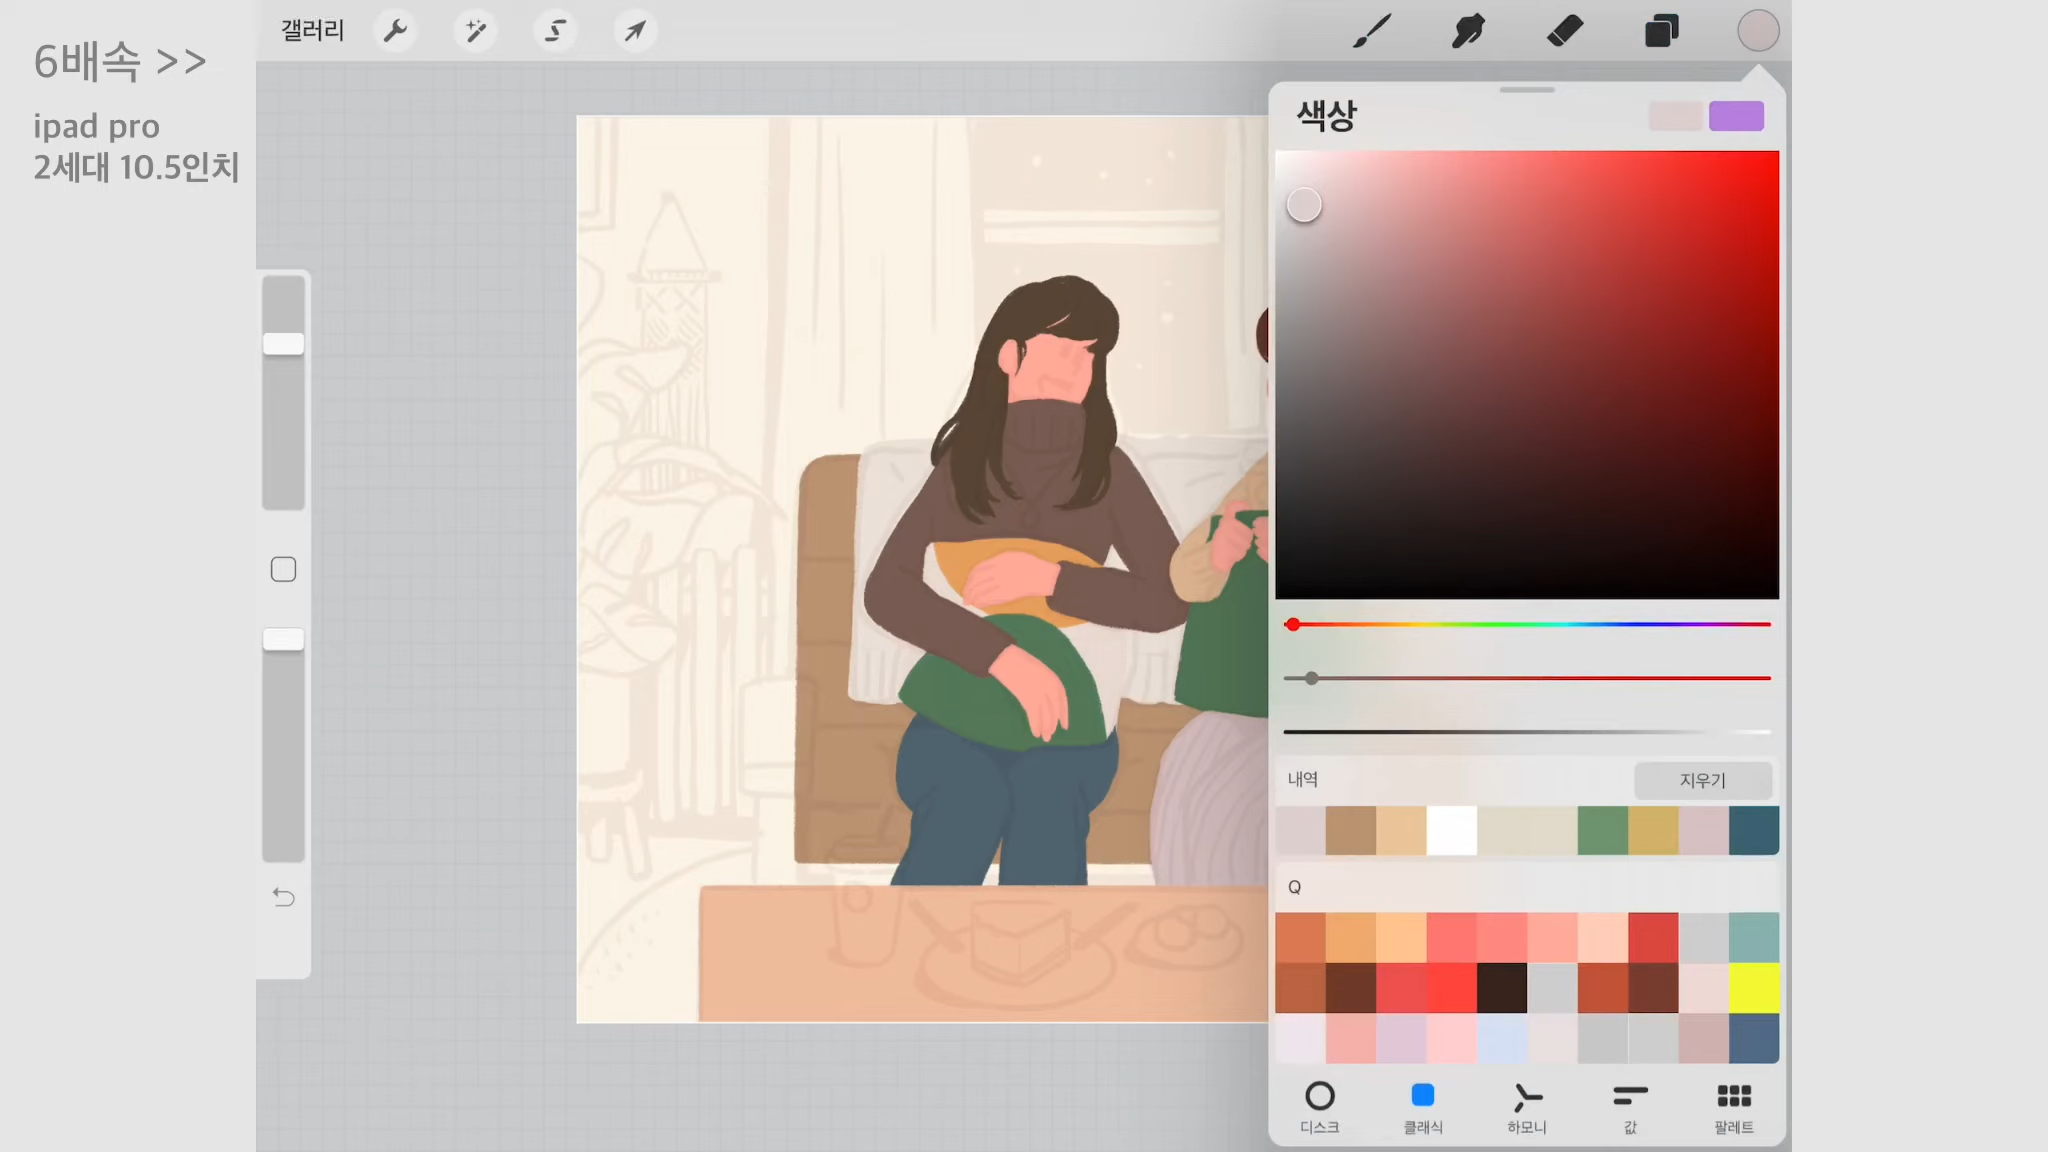 6배속 >>
ipad pro
2세대 10.5인치
갤러리
색상
내역
지우기
Q
디스크
클래식
하모니
값
팔레트